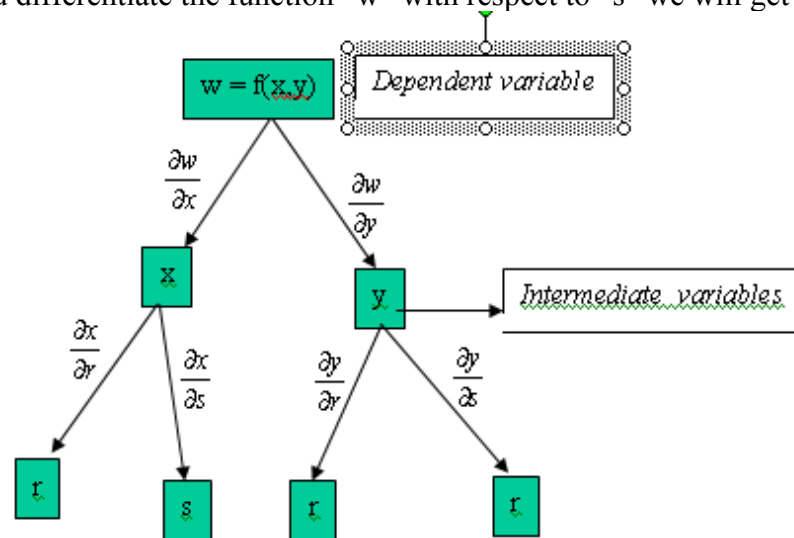 differentiate the function "w" with respect to "s" we will get
w = f(x,y)
Dependent variable
∂w/∂x
∂w/∂y
x
y
Intermediate variables
∂x/∂r
∂x/∂s
∂y/∂r
∂y/∂s
r
s
r
r